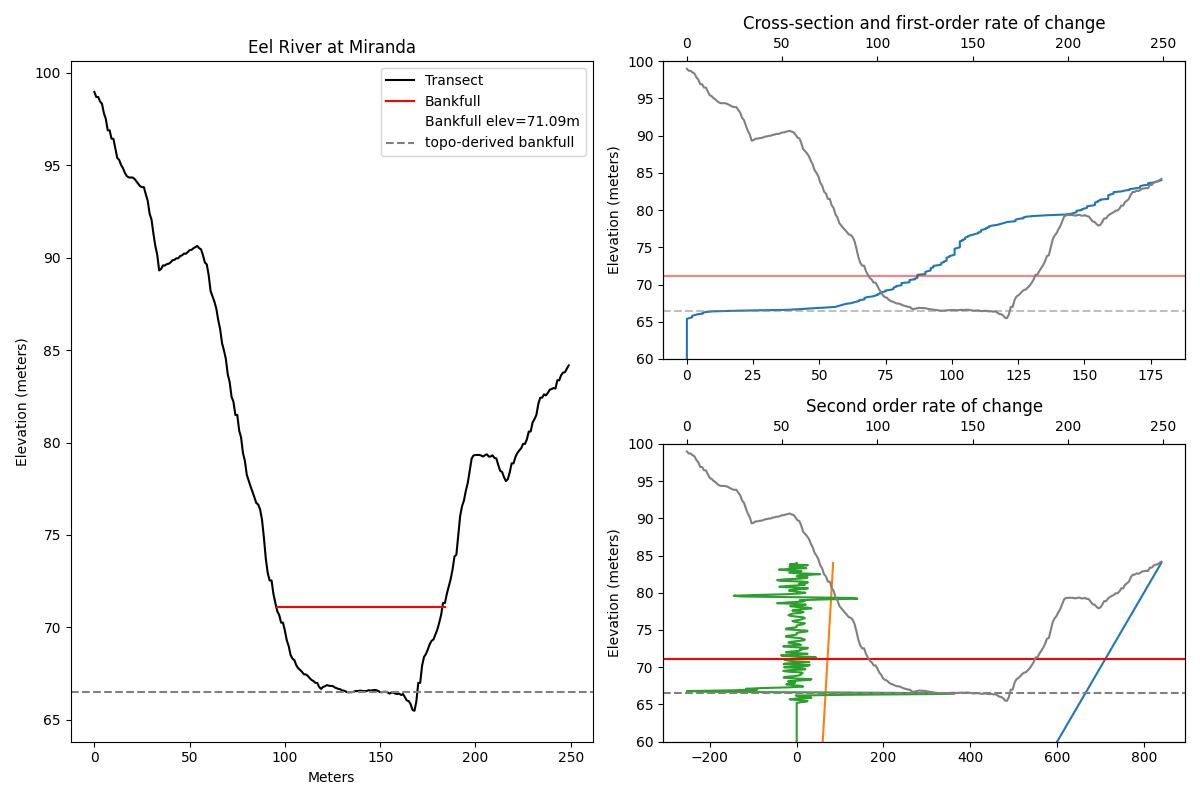 Eel River at Miranda
Transect
Bankfull
Bankfull elev=71.09m
topo-derived bankfull
100
95
90
85
80
75
70
65
Elevation (meters)
0 50 100 150 200 250
Meters
Cross-section and first-order rate of change
0 50 100 150 200 250
100
95
90
85
80
75
70
65
60
Elevation (meters)
0 25 50 75 100 125 150 175
Second order rate of change
0 50 100 150 200 250
100
95
90
85
80
75
70
65
60
Elevation (meters)
−200 0 200 400 600 800